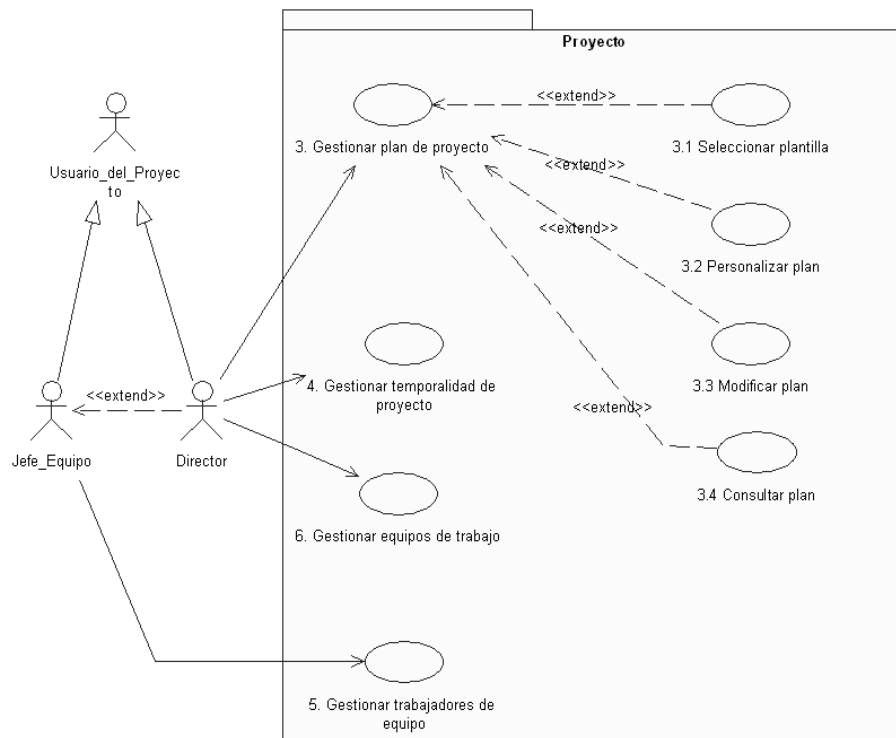 Proyecto
<<extend>>
3. Gestionar plan de proyecto
3.1 Seleccionar plantilla
Usuario_del_Proyec
to
<<extend>>
<<extend>>
3.2 Personalizar plan
4. Gestionar temporalidad de
proyecto
3.3 Modificar plan
<<extend>>
<<extend>>
Jefe_Equipo
Director
3.4 Consultar plan
6. Gestionar equipos de trabajo
5. Gestionar trabajadores de
equipo